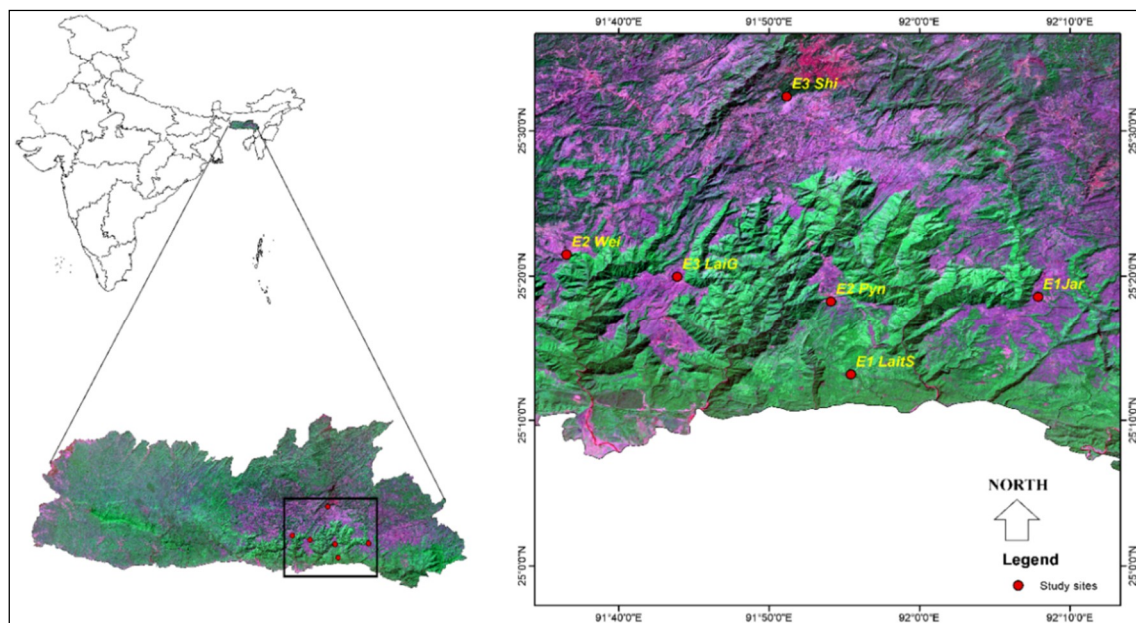 91°40'0"E 91°50'0"E 92°0'0"E 92°10'0"E
E3 Shi
25°30'0"N 25°30'0"N
E2 Wei
E3 LaiG
25°20'0"N 25°20'0"N
E1Jar
E2 Pyn
E1 LaitS
25°10'0"N 25°10'0"N
NORTH
Legend
Study sites
25°0'0"N 25°0'0"N
91°40'0"E 91°50'0"E 92°0'0"E 92°10'0"E